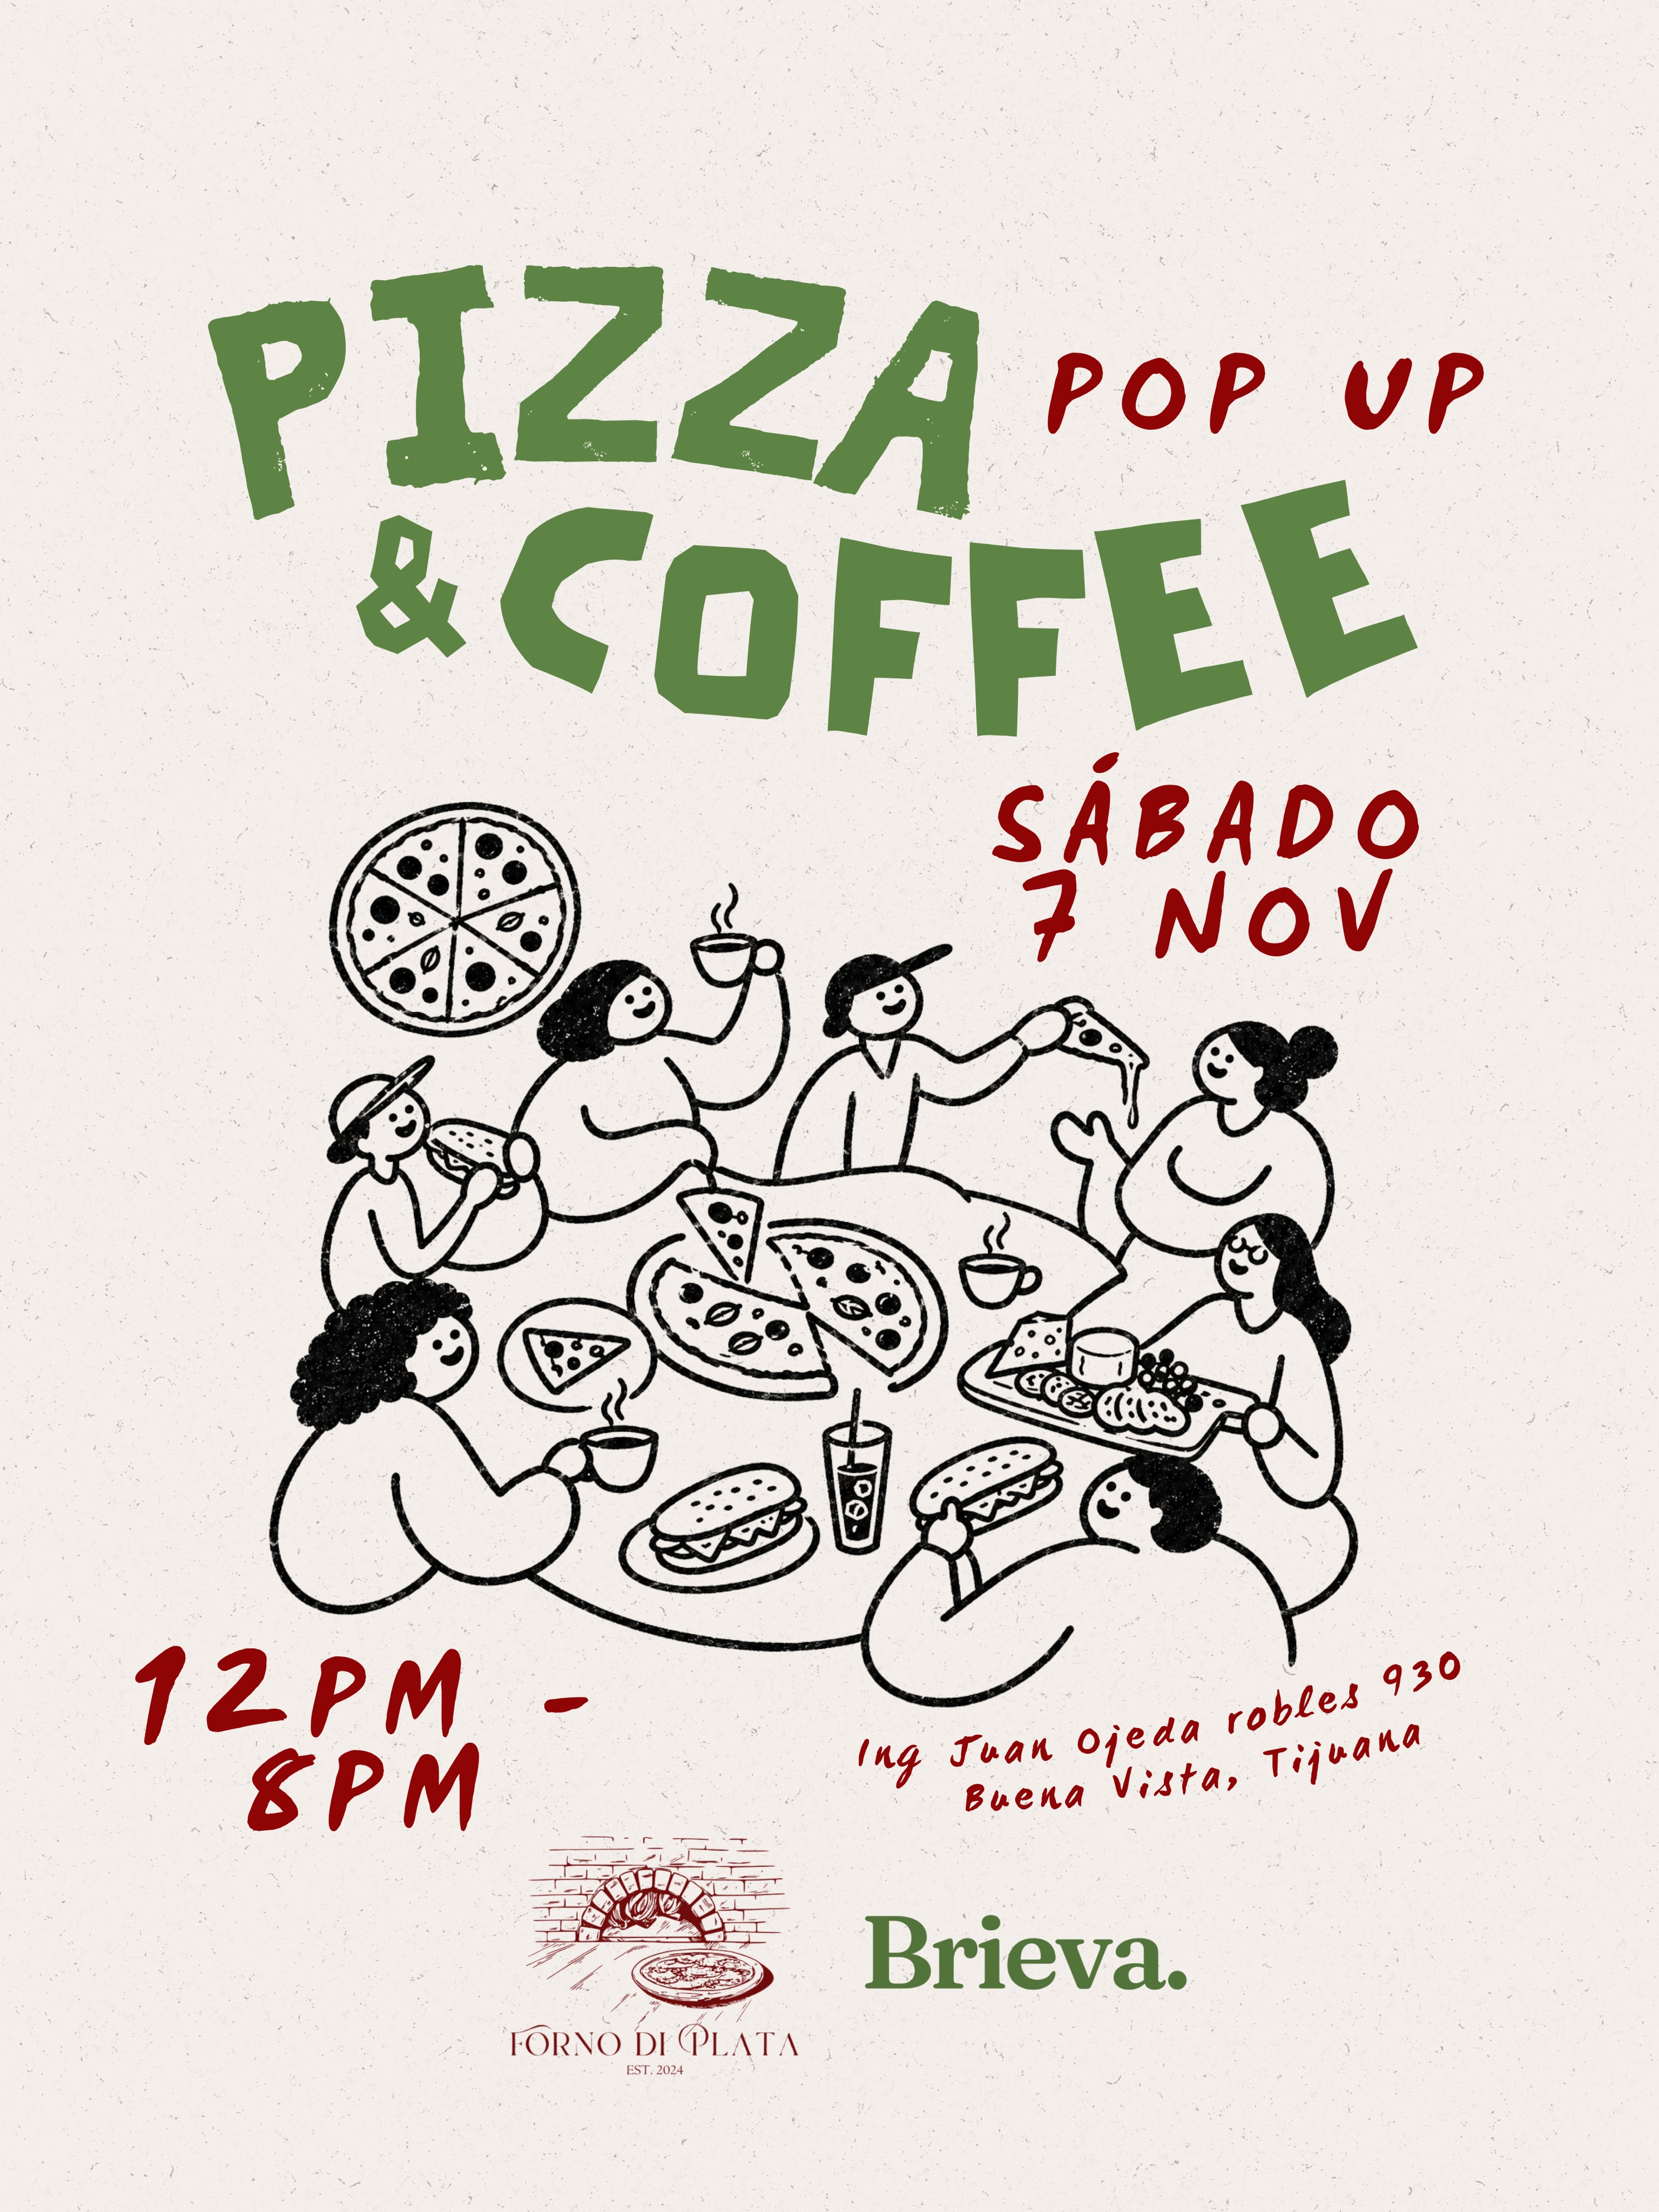 PIZZA
POP UP
& COFFEE
SÁBADO
7 NOV
12PM -
8PM
Ing Juan Ojeda robles 930
Buena Vista, Tijuana
FORNO DI PLATA
EST. 2024
Brieva.